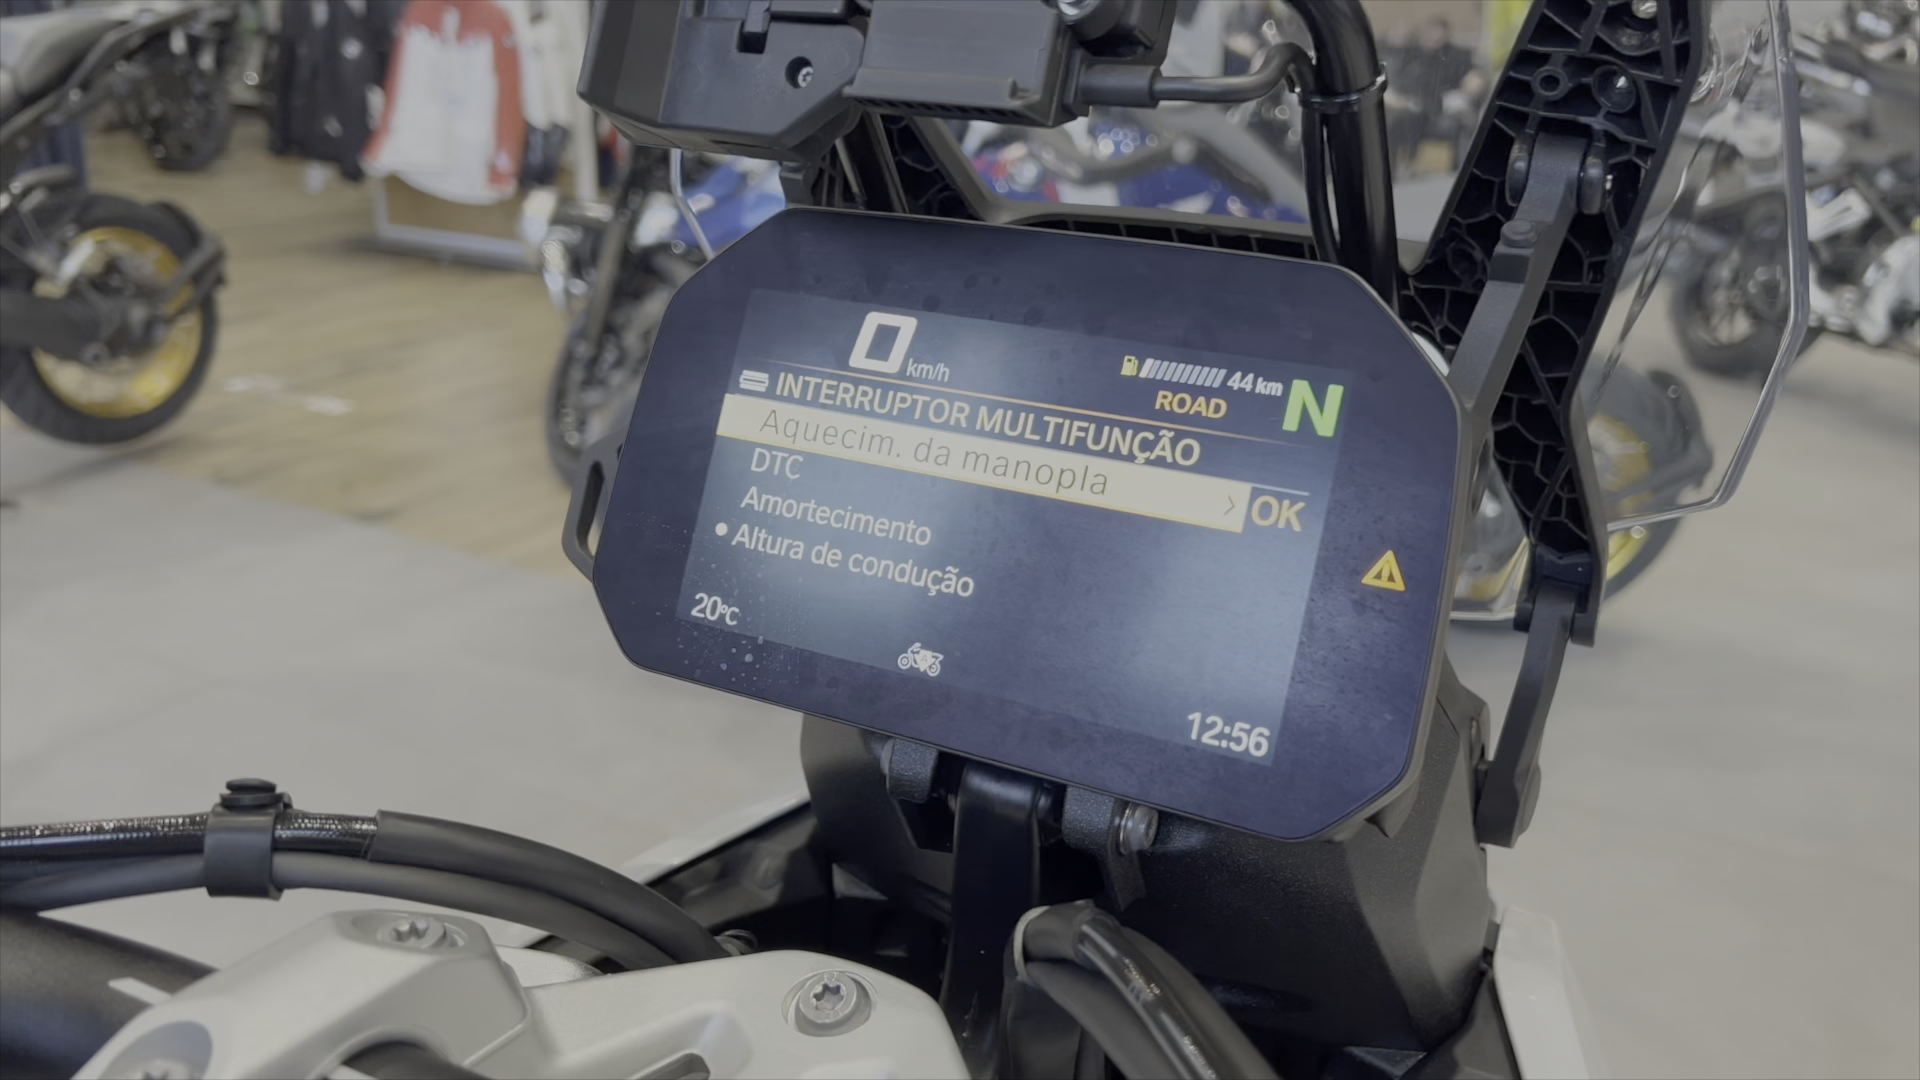 0 km/h
44 km
ROAD
N
INTERRUPTOR MULTIFUNÇÃO
Aquecim. da manopla
OK
DTC
Amortecimento
Altura de condução
20°C
12:56